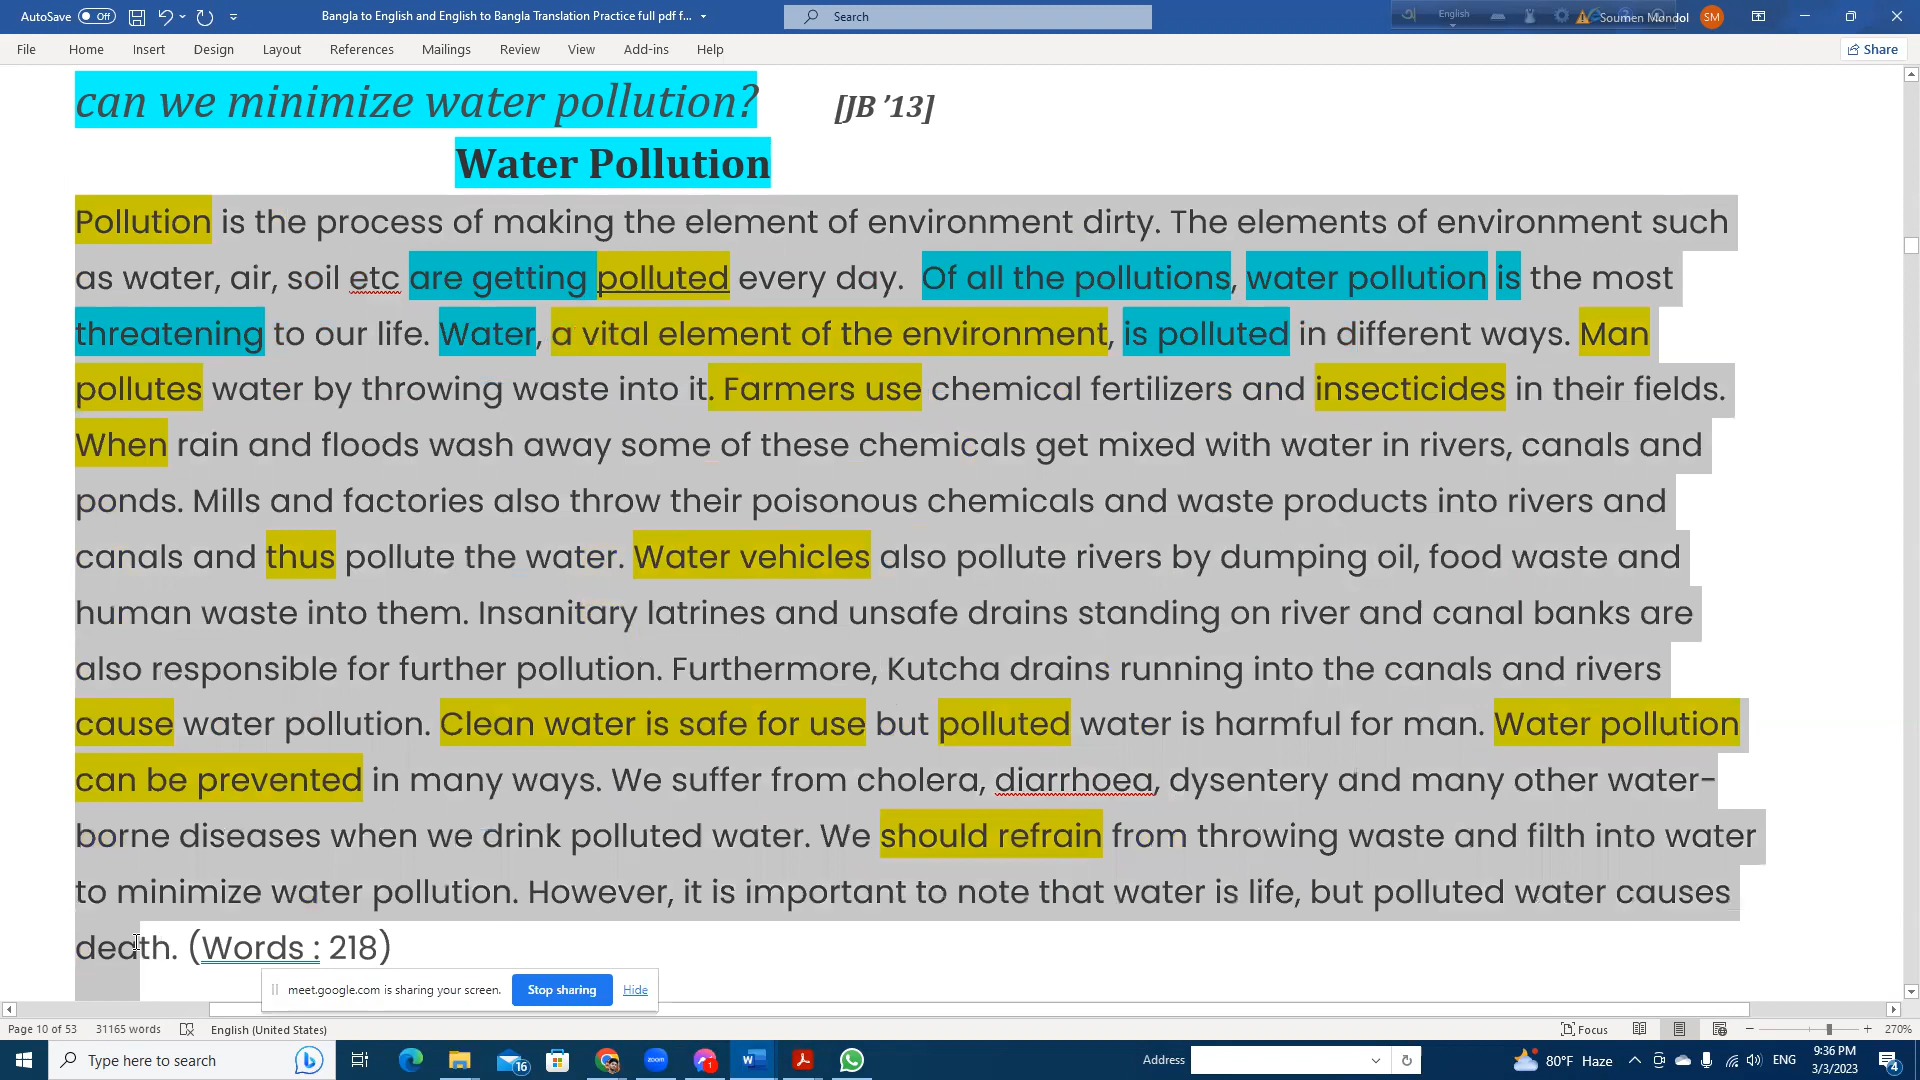 AutoSave Off Bangla to English and English to Bangla Translation Practice full pdf f... Search English Soumen Mondol SM
File Home Insert Design Layout References Mailings Review View Add-ins Help Share
can we minimize water pollution? [JB ’13]
Water Pollution
Pollution is the process of making the element of environment dirty. The elements of environment such
as water, air, soil etc are getting polluted every day. Of all the pollutions, water pollution is the most
threatening to our life. Water, a vital element of the environment, is polluted in different ways. Man
pollutes water by throwing waste into it. Farmers use chemical fertilizers and insecticides in their fields.
When rain and floods wash away some of these chemicals get mixed with water in rivers, canals and
ponds. Mills and factories also throw their poisonous chemicals and waste products into rivers and
canals and thus pollute the water. Water vehicles also pollute rivers by dumping oil, food waste and
human waste into them. Insanitary latrines and unsafe drains standing on river and canal banks are
also responsible for further pollution. Furthermore, Kutcha drains running into the canals and rivers
cause water pollution. Clean water is safe for use but polluted water is harmful for man. Water pollution
can be prevented in many ways. We suffer from cholera, diarrhoea, dysentery and many other water-
borne diseases when we drink polluted water. We should refrain from throwing waste and filth into water
to minimize water pollution. However, it is important to note that water is life, but polluted water causes
death. (Words : 218)
meet.google.com is sharing your screen. Stop sharing Hide
Page 10 of 53 31165 words English (United States) Focus 270%
Type here to search 16 zoom 1 Address 80°F Haze ENG 9:36 PM
3/3/2023 4